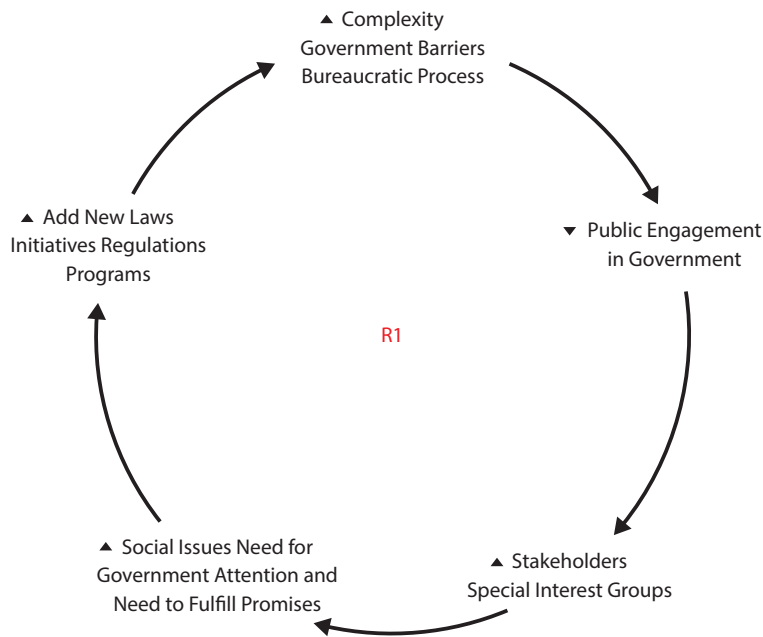 ▲ Complexity
Government Barriers
Bureaucratic Process
▼ Public Engagement
in Government
▲ Stakeholders
Special Interest Groups
▲ Social Issues Need for
Government Attention and
Need to Fulfill Promises
▲ Add New Laws
Initiatives Regulations
Programs
R1